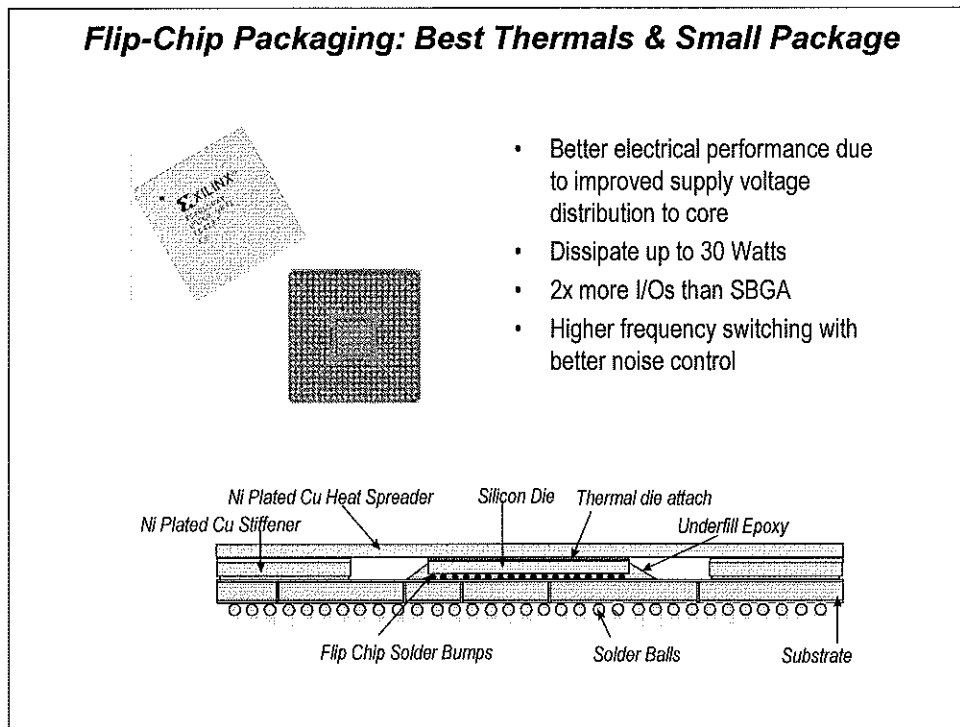 Flip-Chip Packaging: Best Thermals & Small Package
XILINX
• Better electrical performance due
to improved supply voltage
distribution to core
• Dissipate up to 30 Watts
• 2x more I/Os than SBGA
• Higher frequency switching with
better noise control
Ni Plated Cu Heat Spreader
Silicon Die
Thermal die attach
Ni Plated Cu Stiffener
Underfill Epoxy
Flip Chip Solder Bumps
Solder Balls
Substrate